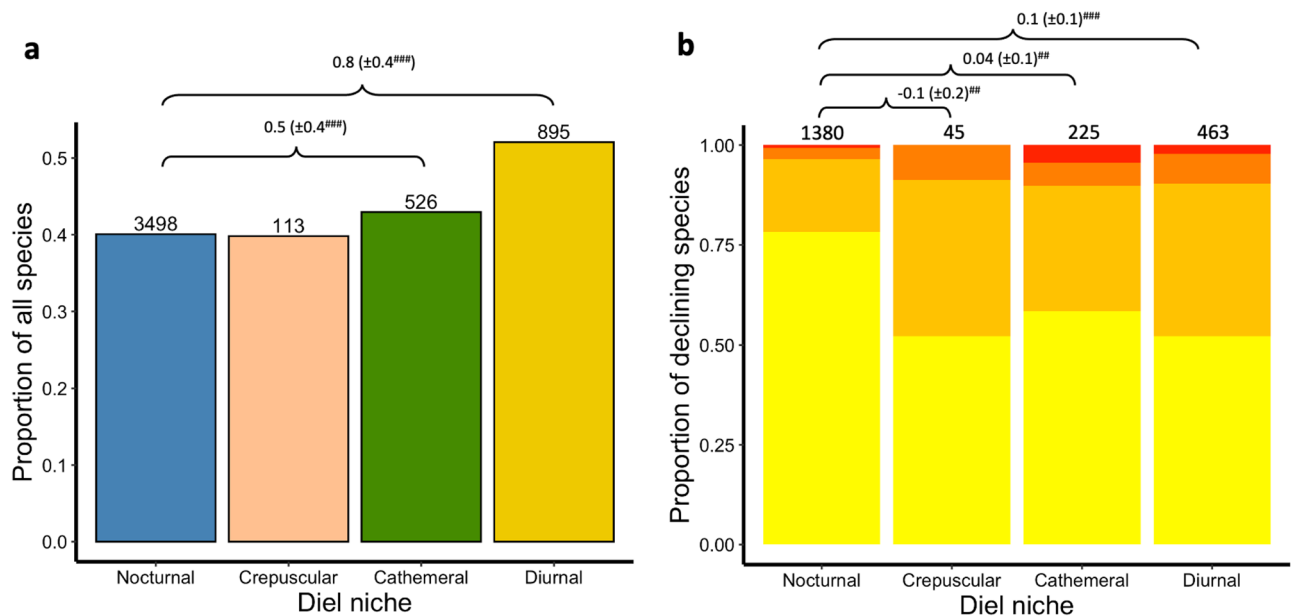 a
0.8 (±0.4###)
0.5 (±0.4###)
3498
113
526
895
Proportion of all species
0.5
0.4
0.3
0.2
0.1
0.0
Nocturnal Crepuscular Cathemeral Diurnal
Diel niche
b
0.1 (±0.1)###
0.04 (±0.1)##
-0.1 (±0.2)##
1380 45 225 463
Proportion of declining species
1.00
0.75
0.50
0.25
0.00
Nocturnal Crepuscular Cathemeral Diurnal
Diel niche